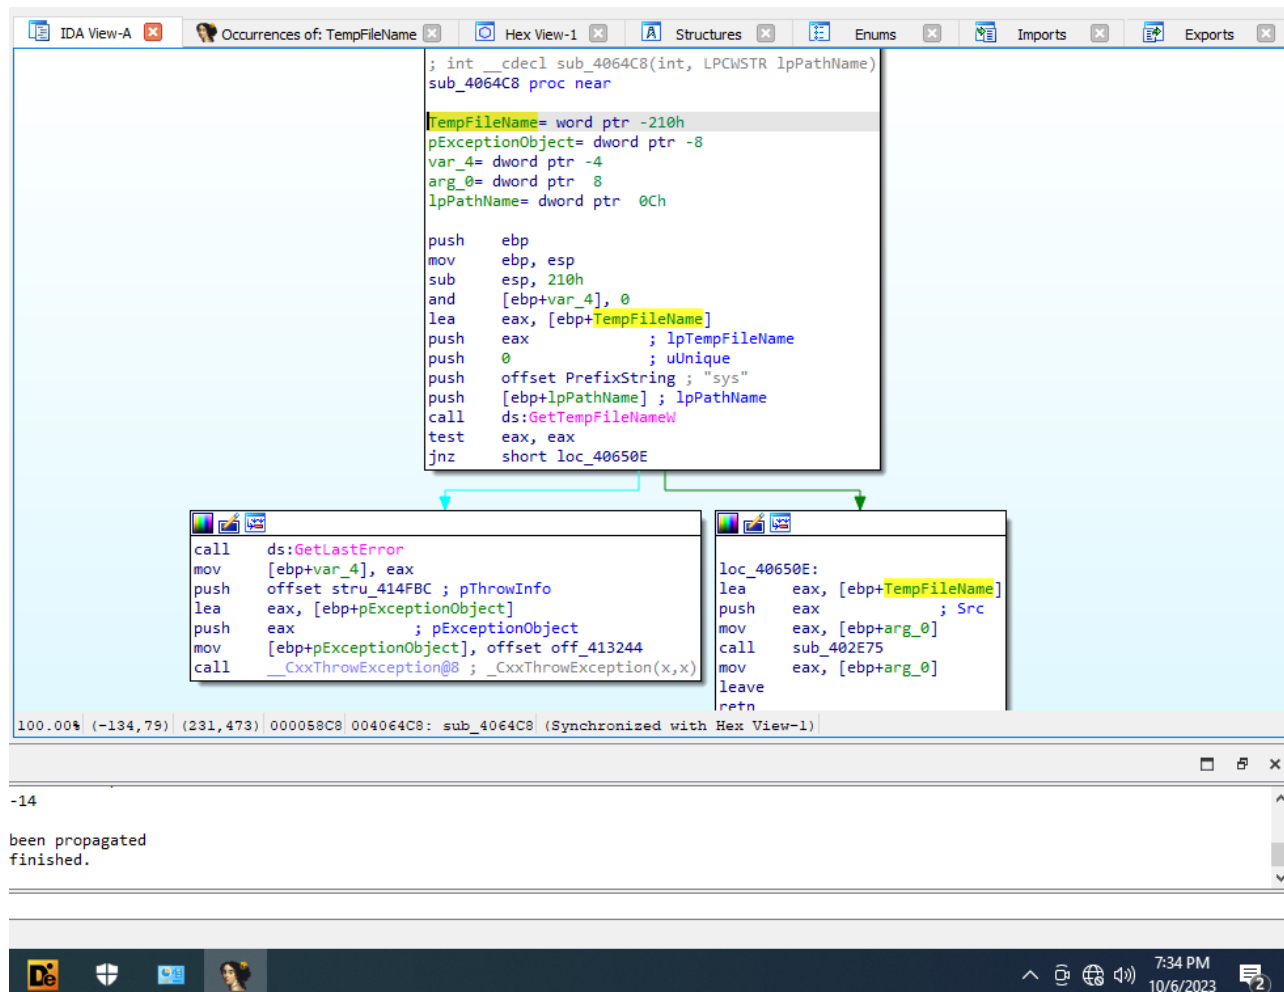 IDA View-A
Occurrences of: TempFileName
Hex View-1
Structures
Enums
Imports
Exports
; int __cdecl sub_4064C8(int, LPCWSTR lpPathName)
sub_4064C8 proc near
TempFileName= word ptr -210h
pExceptionObject= dword ptr -8
var_4= dword ptr -4
arg_0= dword ptr  8
lpPathName= dword ptr  0Ch
push    ebp
mov     ebp, esp
sub     esp, 210h
and     [ebp+var_4], 0
lea     eax, [ebp+TempFileName]
push    eax             ; lpTempFileName
push    0               ; uUnique
push    offset PrefixString ; "sys"
push    [ebp+lpPathName] ; lpPathName
call    ds:GetTempFileNameW
test    eax, eax
jnz     short loc_40650E
call    ds:GetLastError
mov     [ebp+var_4], eax
push    offset stru_414FBC ; pThrowInfo
lea     eax, [ebp+pExceptionObject]
push    eax             ; pExceptionObject
mov     [ebp+pExceptionObject], offset off_413244
call    __CxxThrowException@8 ; _CxxThrowException(x,x)
loc_40650E:
lea     eax, [ebp+TempFileName]
push    eax             ; Src
mov     eax, [ebp+arg_0]
call    sub_402E75
mov     eax, [ebp+arg_0]
leave
retn
100.00% (-134,79) (231,473) 000058C8 004064C8: sub_4064C8 (Synchronized with Hex View-1)
-14
been propagated
finished.
De
7:34 PM
10/6/2023
2